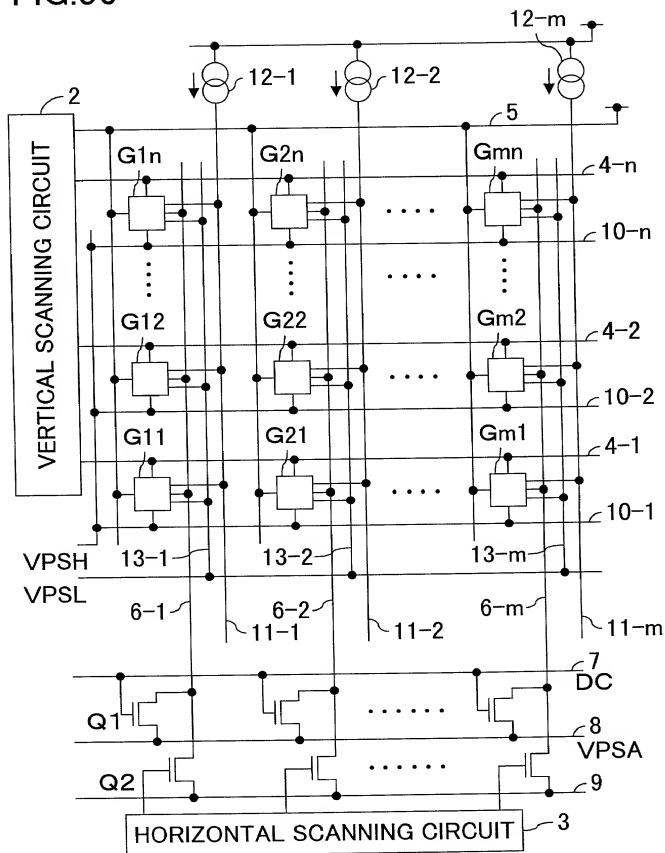 12-m
12-1
12-2
2
5
VERTICAL SCANNING CIRCUIT
G1n
G2n
Gmn
4-n
10-n
G12
G22
Gm2
4-2
10-2
G11
G21
Gm1
4-1
10-1
VPSH
13-1
13-2
13-m
VPSL
6-1
6-2
6-m
11-1
11-2
11-m
7
DC
Q1
8
VPSA
Q2
9
HORIZONTAL SCANNING CIRCUIT
3